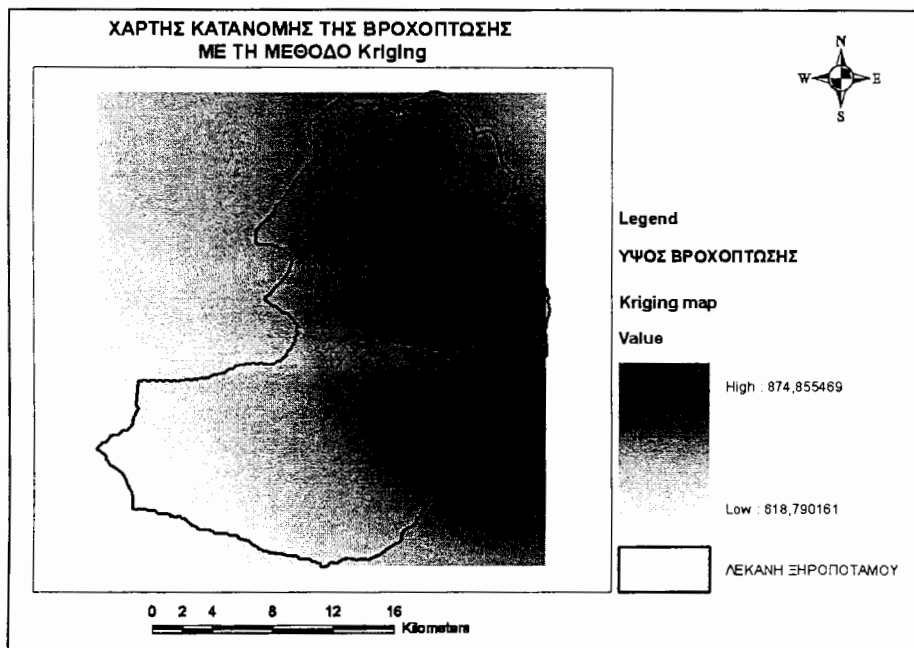 ΧΑΡΤΗΣ ΚΑΤΑΝΟΜΗΣ ΤΗΣ ΒΡΟΧΟΠΤΩΣΗΣ
ΜΕ ΤΗ ΜΕΘΟΔΟ Kriging
N
W E
S
Legend
ΥΨΟΣ ΒΡΟΧΟΠΤΩΣΗΣ
Kriging map
Value
High : 874,855469
Low : 618,790161
ΛΕΚΑΝΗ ΞΗΡΟΠΟΤΑΜΟΥ
0 2 4 8 12 16
Kilometers